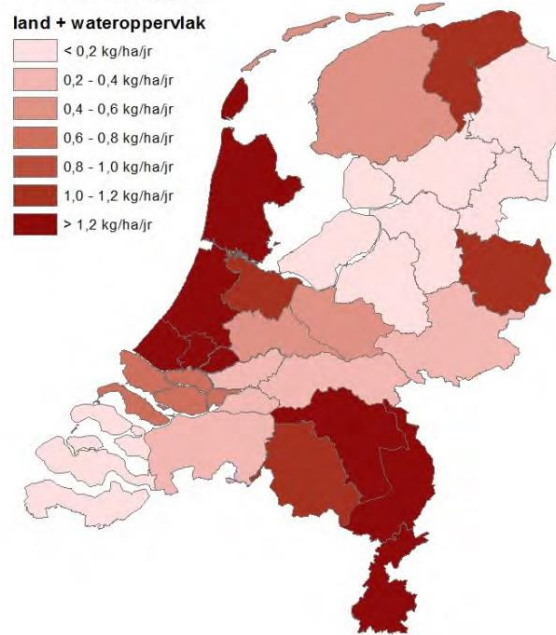 land + wateroppervlak
< 0,2 kg/ha/jr
0,2 - 0,4 kg/ha/jr
0,4 - 0,6 kg/ha/jr
0,6 - 0,8 kg/ha/jr
0,8 - 1,0 kg/ha/jr
1,0 - 1,2 kg/ha/jr
> 1,2 kg/ha/jr